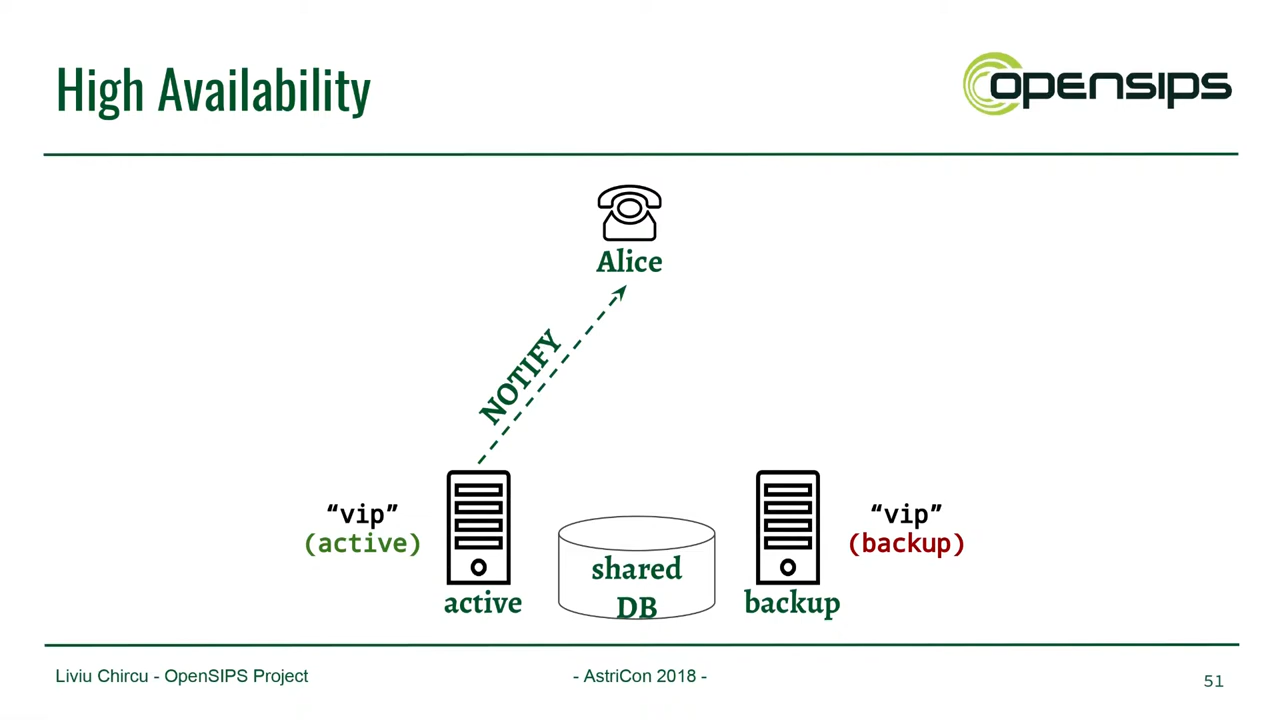 High Availability
opensips
Alice
NOTIFY
“vip”
(active)
active
shared
DB
backup
“vip”
(backup)
Liviu Chircu - OpenSIPS Project
- AstriCon 2018 -
51